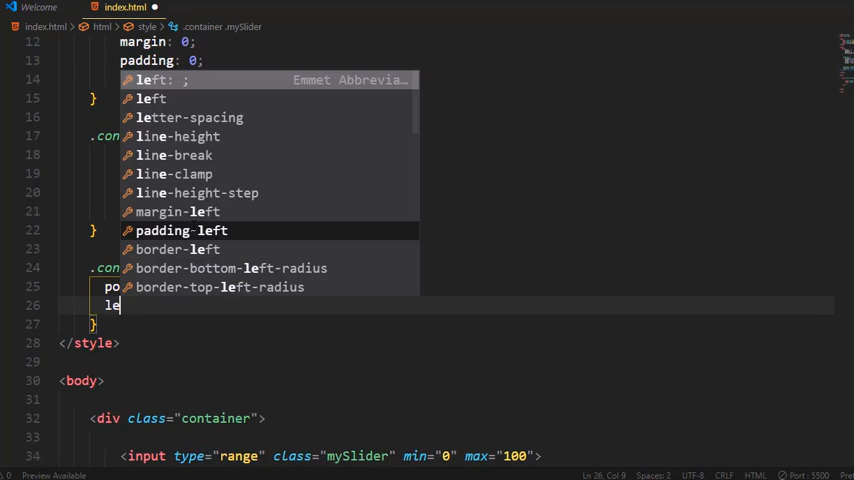 Welcome
index.html
index.html > html > style > .container .mySlider
12 margin: 0;
13 padding: 0;
14 left: ; Emmet Abbrevia…
15 } left
16 letter-spacing
17 .con line-height
18 line-break
19 line-clamp
20 line-height-step
21 margin-left
22 } padding-left
23 border-left
24 .con border-bottom-left-radius
25 po border-top-left-radius
26 le
27 }
28 </style>
29
30 <body>
31
32 <div class="container">
33
34 <input type="range" class="mySlider" min="0" max="100">
0 Preview Available Ln 26, Col 9 Spaces: 2 UTF-8 CRLF HTML Port : 5500